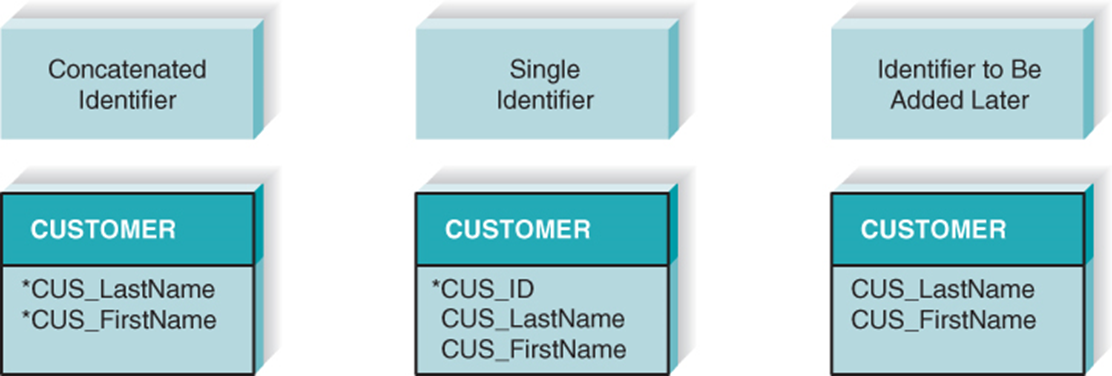 Concatenated
Identifier
Single
Identifier
Identifier to Be
Added Later
CUSTOMER
*CUS_LastName
*CUS_FirstName
CUSTOMER
*CUS_ID
CUS_LastName
CUS_FirstName
CUSTOMER
CUS_LastName
CUS_FirstName